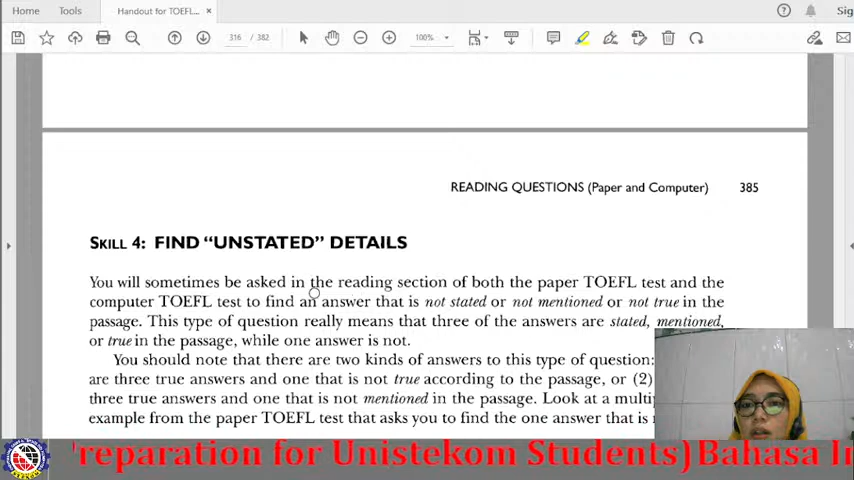 Home Tools Handout for TOEFL... × Sig
316 / 382 100%
READING QUESTIONS (Paper and Computer) 385
SKILL 4: FIND “UNSTATED” DETAILS
You will sometimes be asked in the reading section of both the paper TOEFL test and the
computer TOEFL test to find an answer that is not stated or not mentioned or not true in the
passage. This type of question really means that three of the answers are stated, mentioned,
or true in the passage, while one answer is not.
You should note that there are two kinds of answers to this type of question:
are three true answers and one that is not true according to the passage, or (2)
three true answers and one that is not mentioned in the passage. Look at a multip
example from the paper TOEFL test that asks you to find the one answer that is
'reparation for Unistekom Students) Bahasa In